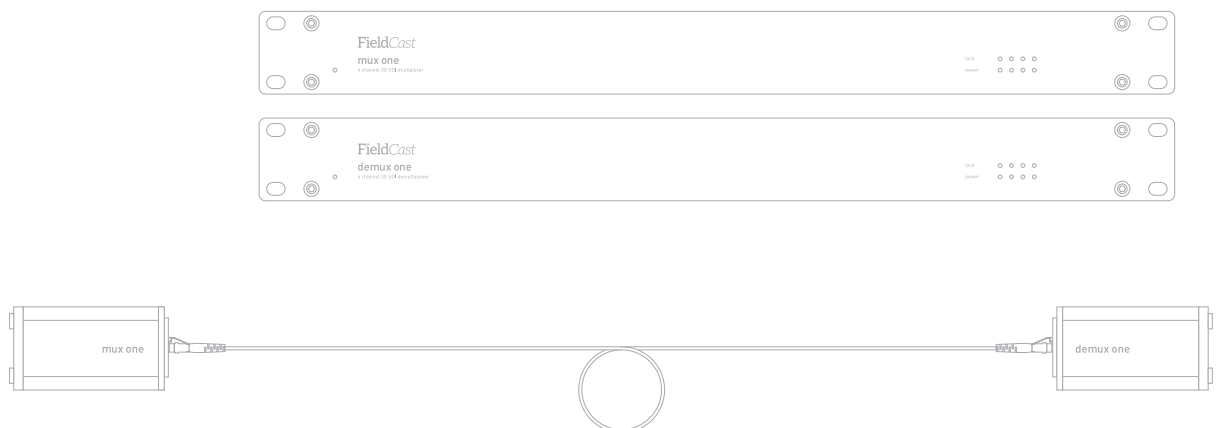 FieldCast
mux one
4 channel 3G SDI multiplexer
lock
power
FieldCast
demux one
4 channel 3G SDI demultiplexer
lock
power
mux one
demux one